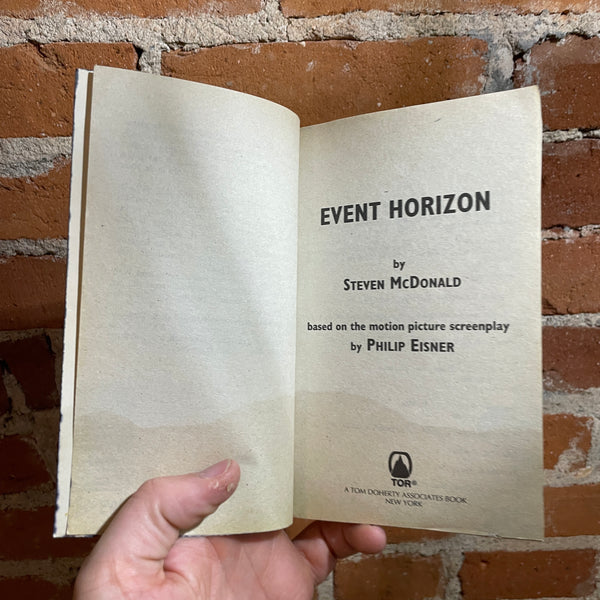 EVENT HORIZON
by
STEVEN MCDONALD
based on the motion picture screenplay
by PHILIP EISNER
TOR®
A TOM DOHERTY ASSOCIATES BOOK
NEW YORK